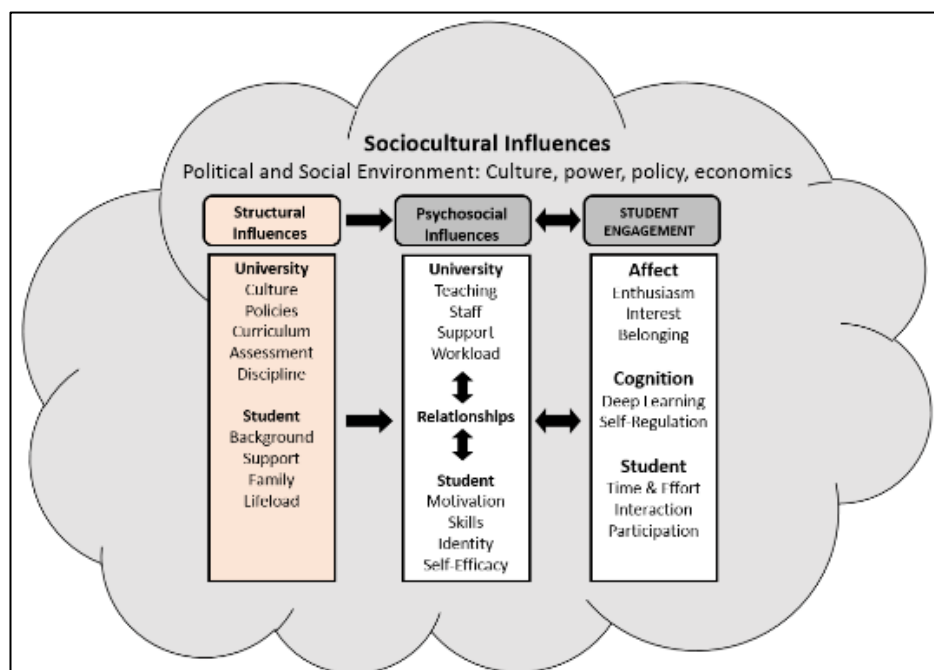 Sociocultural Influences
Political and Social Environment: Culture, power, policy, economics
Structural
Influences
Psychosocial
Influences
STUDENT
ENGAGEMENT
University
Culture
Policies
Curriculum
Assessment
Discipline
Student
Background
Support
Family
Lifeload
University
Teaching
Staff
Support
Workload
Relationships
Student
Motivation
Skills
Identity
Self-Efficacy
Affect
Enthusiasm
Interest
Belonging
Cognition
Deep Learning
Self-Regulation
Student
Time & Effort
Interaction
Participation